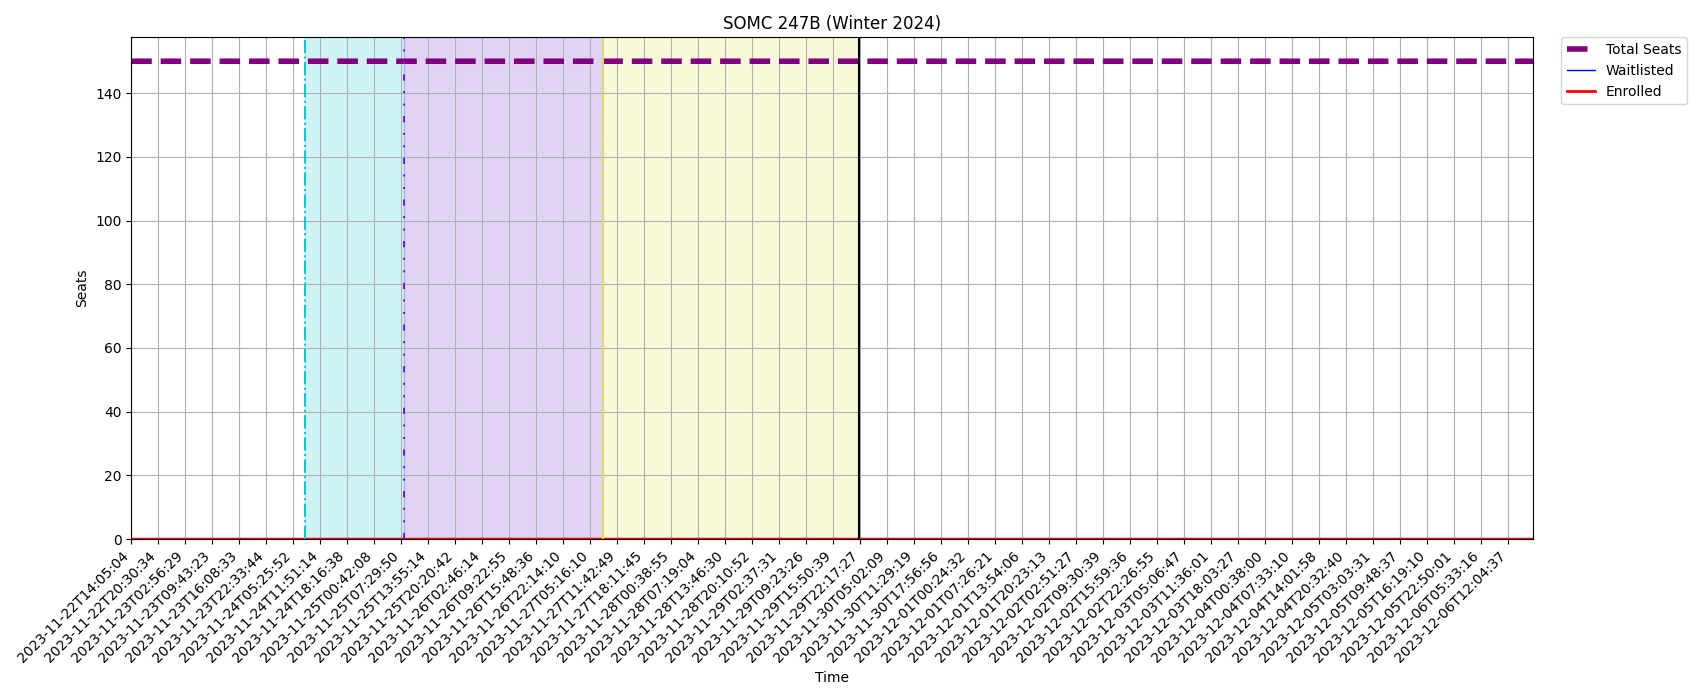 SOMC 247B (Winter 2024)
Total Seats
Waitlisted
Enrolled
Seats
140
120
100
80
60
40
20
0
2023-11-22T14:05:04
2023-11-22T20:30:34
2023-11-23T02:56:29
2023-11-23T09:43:23
2023-11-23T16:08:33
2023-11-23T22:33:44
2023-11-24T05:25:52
2023-11-24T11:51:14
2023-11-24T18:16:38
2023-11-25T00:42:08
2023-11-25T07:29:50
2023-11-25T13:55:14
2023-11-25T20:20:42
2023-11-26T02:46:14
2023-11-26T09:22:55
2023-11-26T15:48:36
2023-11-26T22:14:10
2023-11-27T05:16:10
2023-11-27T11:42:49
2023-11-27T18:11:45
2023-11-28T00:38:55
2023-11-28T07:19:04
2023-11-28T13:46:30
2023-11-28T20:10:52
2023-11-29T02:37:31
2023-11-29T09:23:26
2023-11-29T15:50:39
2023-11-29T22:17:27
2023-11-30T05:02:09
2023-11-30T11:29:19
2023-11-30T17:56:56
2023-12-01T00:24:32
2023-12-01T07:26:21
2023-12-01T13:54:06
2023-12-01T20:23:13
2023-12-02T02:51:27
2023-12-02T09:30:39
2023-12-02T15:59:36
2023-12-02T22:26:55
2023-12-03T05:06:47
2023-12-03T11:36:01
2023-12-03T18:03:27
2023-12-04T00:38:00
2023-12-04T07:33:10
2023-12-04T14:01:58
2023-12-04T20:32:40
2023-12-05T03:03:31
2023-12-05T09:48:37
2023-12-05T16:19:10
2023-12-05T22:50:01
2023-12-06T05:33:16
2023-12-06T12:04:37
Time